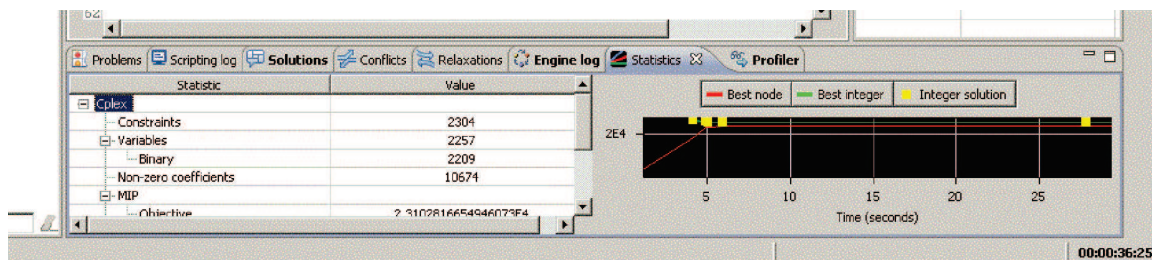 62
Problems Scripting log Solutions Conflicts Relaxations Engine log Statistics Profiler
Statistic Value
Cplex
Constraints 2304
Variables 2257
Binary 2209
Non-zero coefficients 10674
MIP
Objective 2.3102816654946073E4
Best node Best integer Integer solution
2E4
5 10 15 20 25
Time (seconds)
00:00:36:25